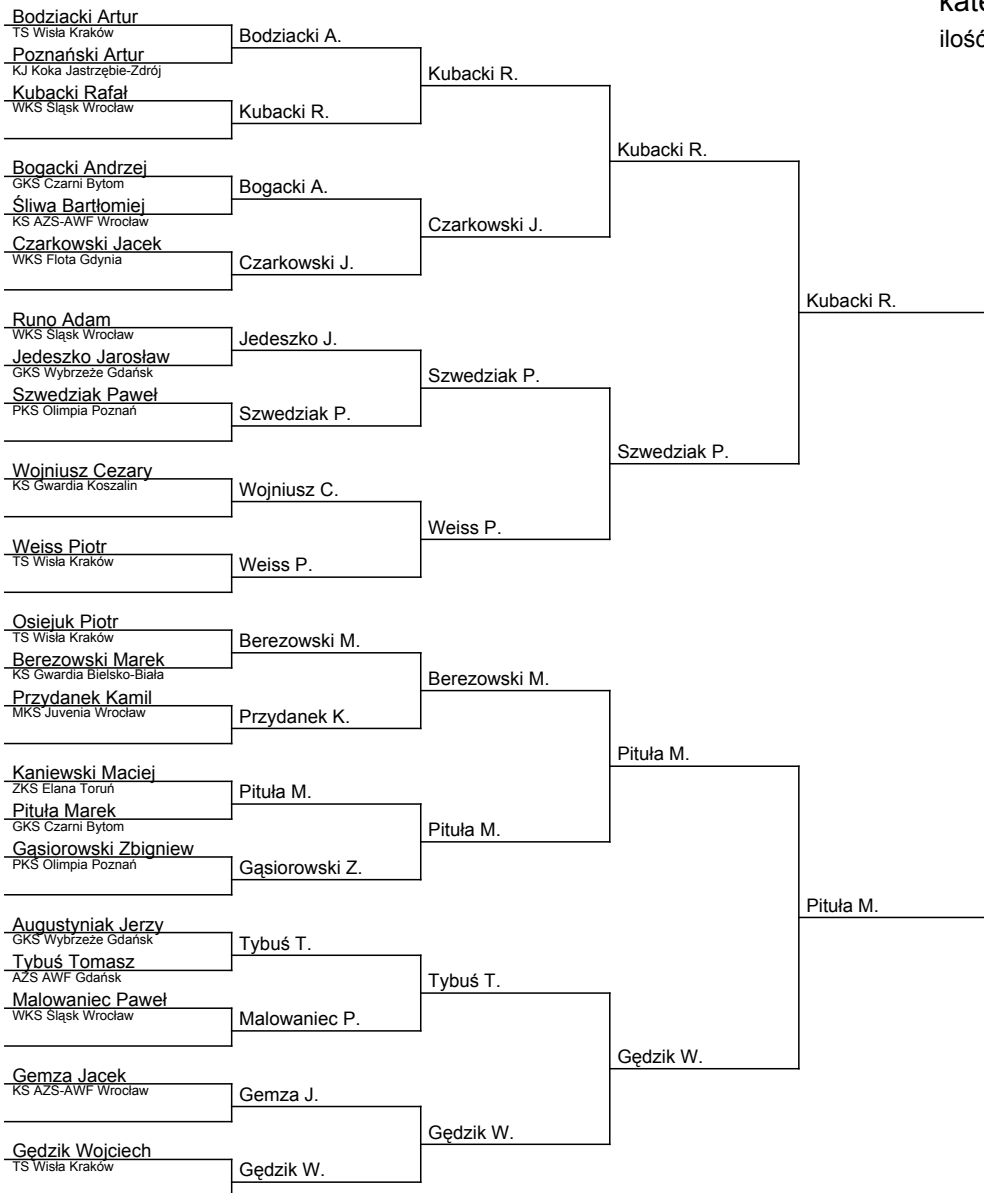 kate
ilość
Bodziacki Artur
TS Wisła Kraków
Poznański Artur
KJ Koka Jastrzębie-Zdrój
Kubacki Rafał
WKS Śląsk Wrocław
Bogacki Andrzej
GKS Czarni Bytom
Śliwa Bartłomiej
KS AZS-AWF Wrocław
Czarkowski Jacek
WKS Flota Gdynia
Runo Adam
WKS Śląsk Wrocław
Jedeszko Jarosław
GKS Wybrzeże Gdańsk
Szwedziak Paweł
PKS Olimpia Poznań
Wojniusz Cezary
KS Gwardia Koszalin
Weiss Piotr
TS Wisła Kraków
Osiejuk Piotr
TS Wisła Kraków
Berezowski Marek
KS Gwardia Bielsko-Biała
Przydanek Kamil
MKS Juvenia Wrocław
Kaniewski Maciej
ZKS Elana Toruń
Pituła Marek
GKS Czarni Bytom
Gąsiorowski Zbigniew
PKS Olimpia Poznań
Augustyniak Jerzy
GKS Wybrzeże Gdańsk
Tybuś Tomasz
AZS AWF Gdańsk
Malowaniec Paweł
WKS Śląsk Wrocław
Gemza Jacek
KS AZS-AWF Wrocław
Gędzik Wojciech
TS Wisła Kraków
Bodziacki A.
Kubacki R.
Bogacki A.
Czarkowski J.
Jedeszko J.
Szwedziak P.
Wojniusz C.
Weiss P.
Berezowski M.
Przydanek K.
Pituła M.
Gąsiorowski Z.
Tybuś T.
Malowaniec P.
Gemza J.
Gędzik W.
Kubacki R.
Czarkowski J.
Szwedziak P.
Weiss P.
Berezowski M.
Pituła M.
Tybuś T.
Gędzik W.
Kubacki R.
Szwedziak P.
Pituła M.
Gędzik W.
Kubacki R.
Pituła M.